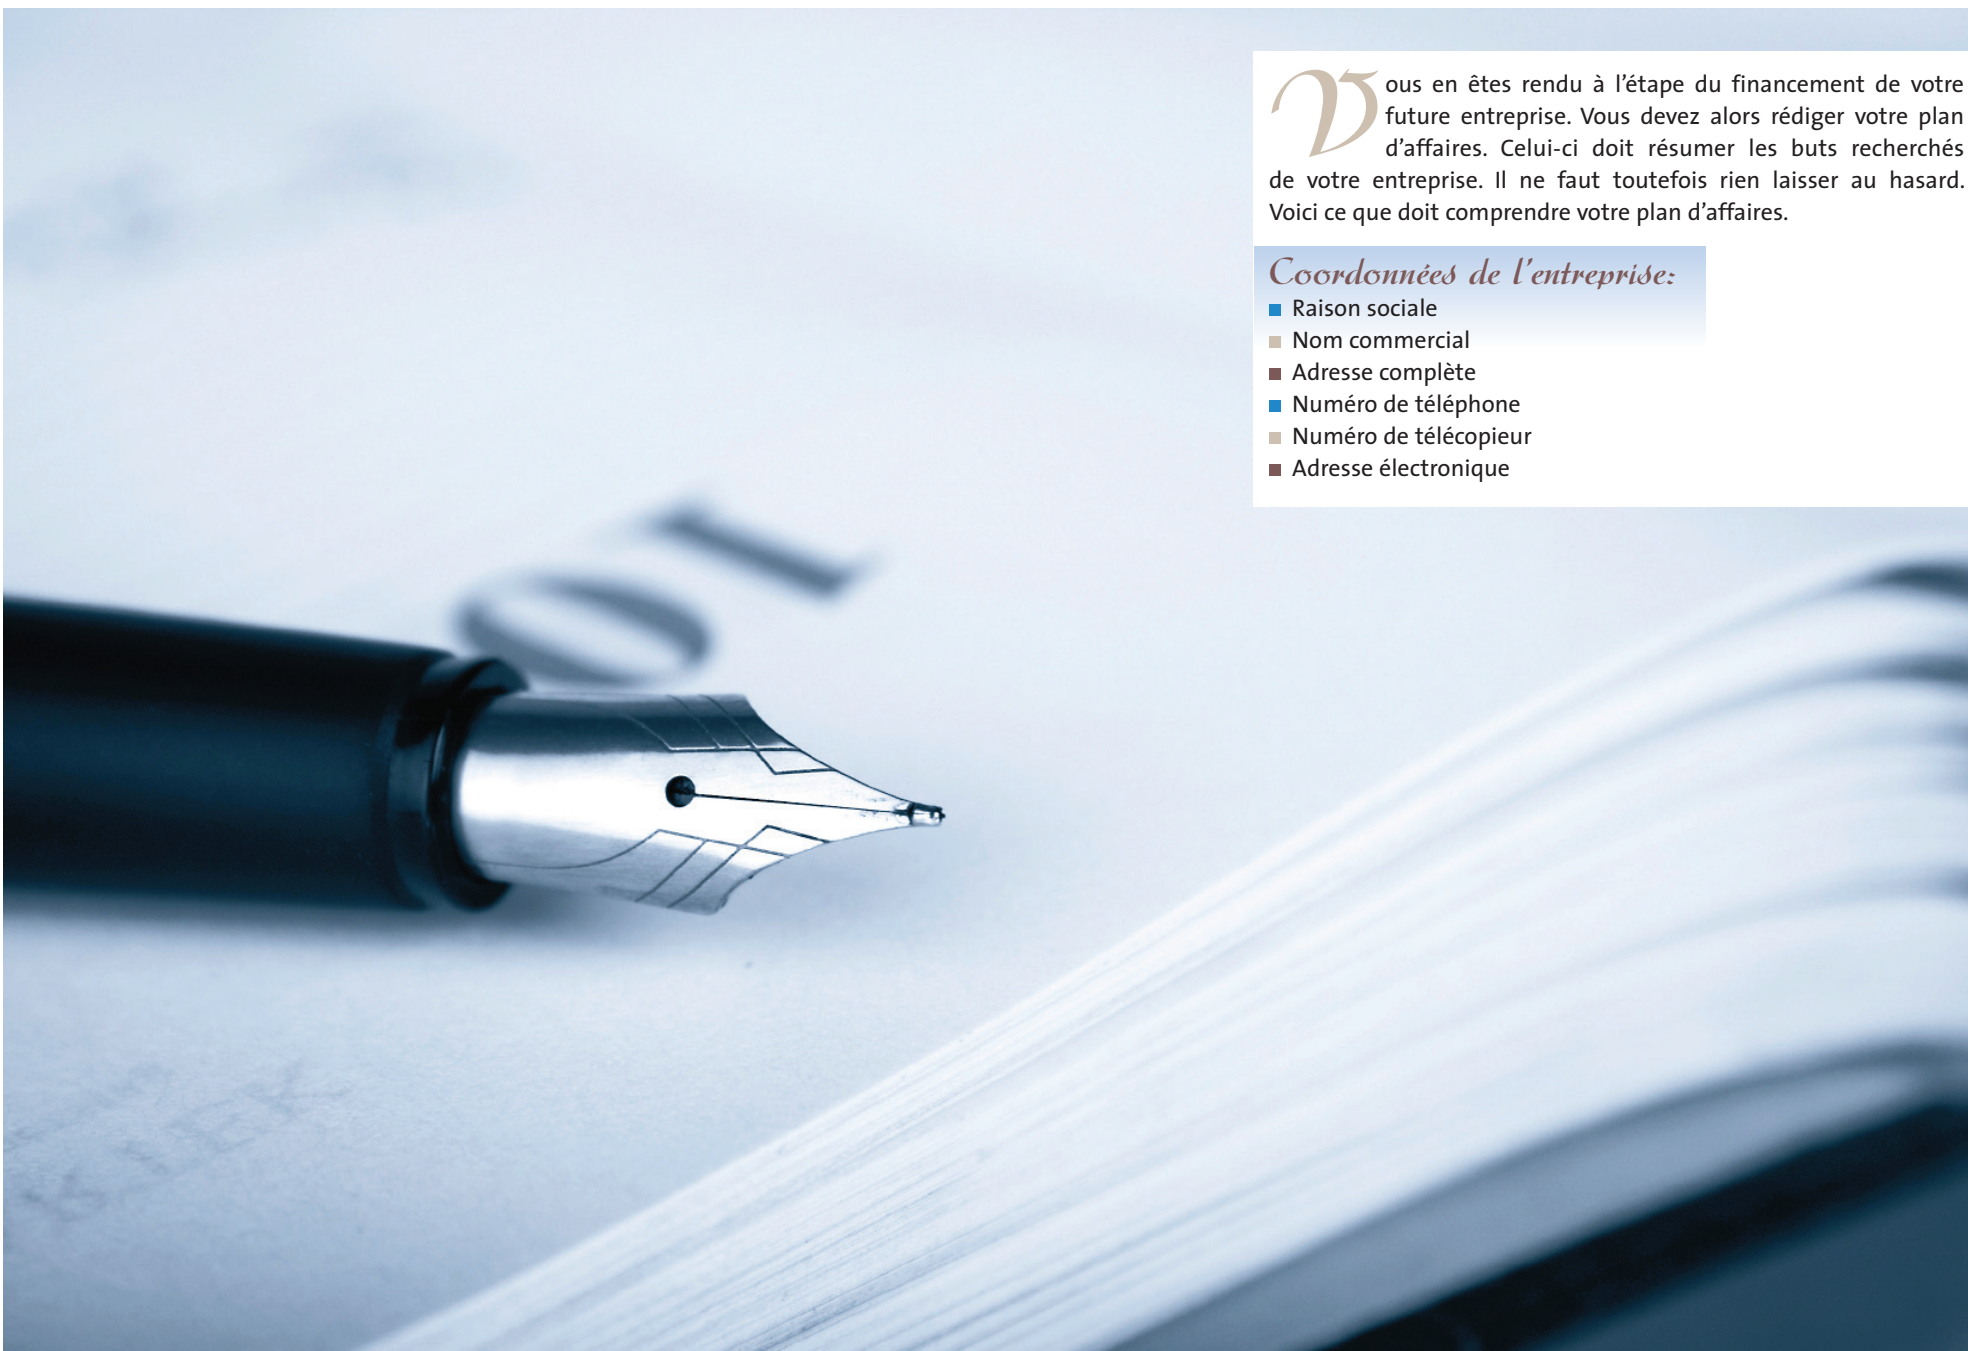 Vous en êtes rendu à l’étape du financement de votre
future entreprise. Vous devez alors rédiger votre plan
d’affaires. Celui-ci doit résumer les buts recherchés
de votre entreprise. Il ne faut toutefois rien laisser au hasard.
Voici ce que doit comprendre votre plan d’affaires.
Coordonnées de l’entreprise:
Raison sociale
Nom commercial
Adresse complète
Numéro de téléphone
Numéro de télécopieur
Adresse électronique
10